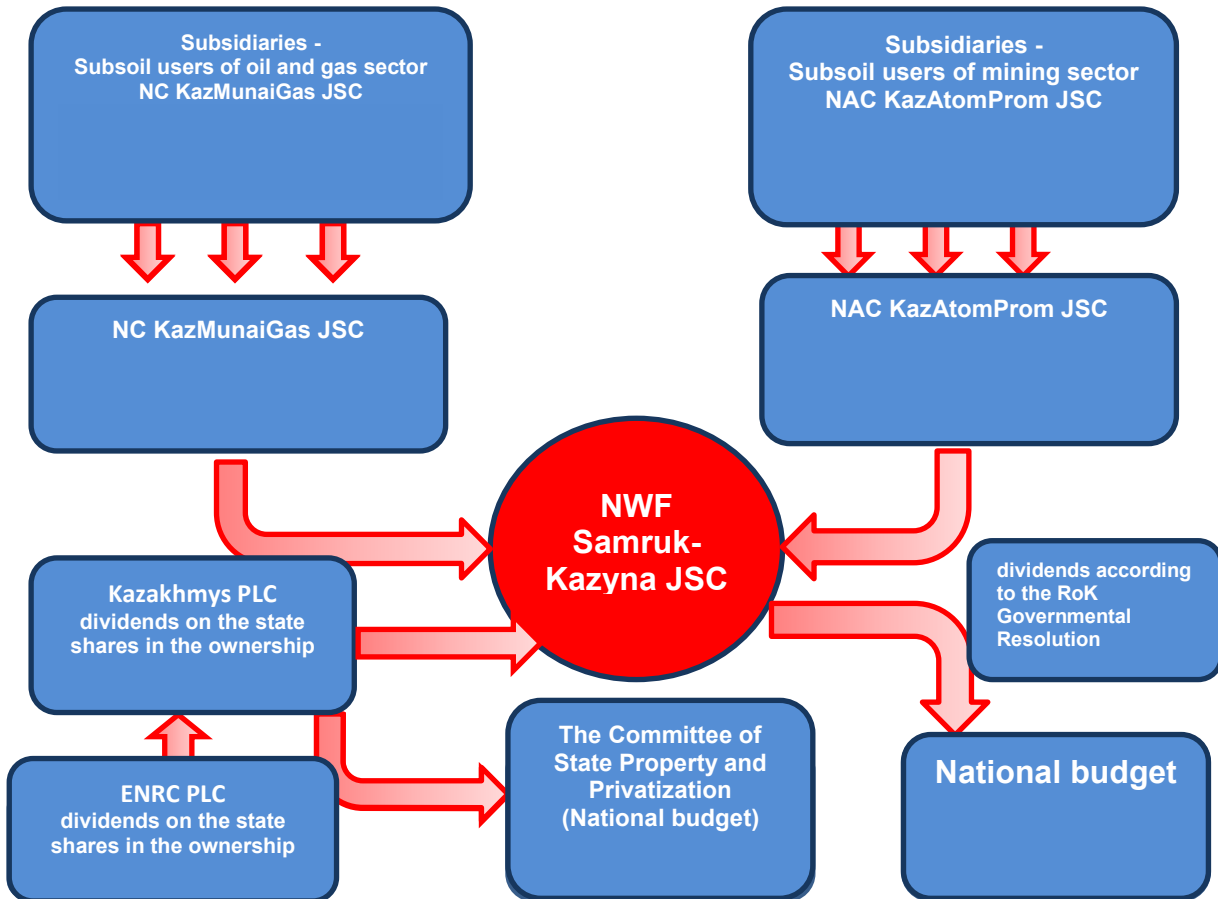 Subsidiaries -
Subsoil users of oil and gas sector
NC KazMunaiGas JSC
Subsidiaries -
Subsoil users of mining sector
NAC KazAtomProm JSC
NC KazMunaiGas JSC
NAC KazAtomProm JSC
NWF
Samruk-
Kazyna JSC
Kazakhmys PLC
dividends on the state
shares in the ownership
dividends according
to the RoK
Governmental
Resolution
ENRC PLC
dividends on the state
shares in the ownership
The Committee of
State Property and
Privatization
(National budget)
National budget